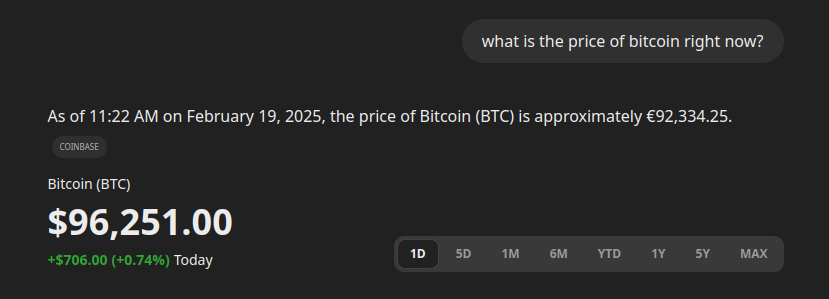 what is the price of bitcoin right now?
As of 11:22 AM on February 19, 2025, the price of Bitcoin (BTC) is approximately €92,334.25.
COINBASE
Bitcoin (BTC)
$96,251.00
+$706.00 (+0.74%) Today
1D 5D 1M 6M YTD 1Y 5Y MAX